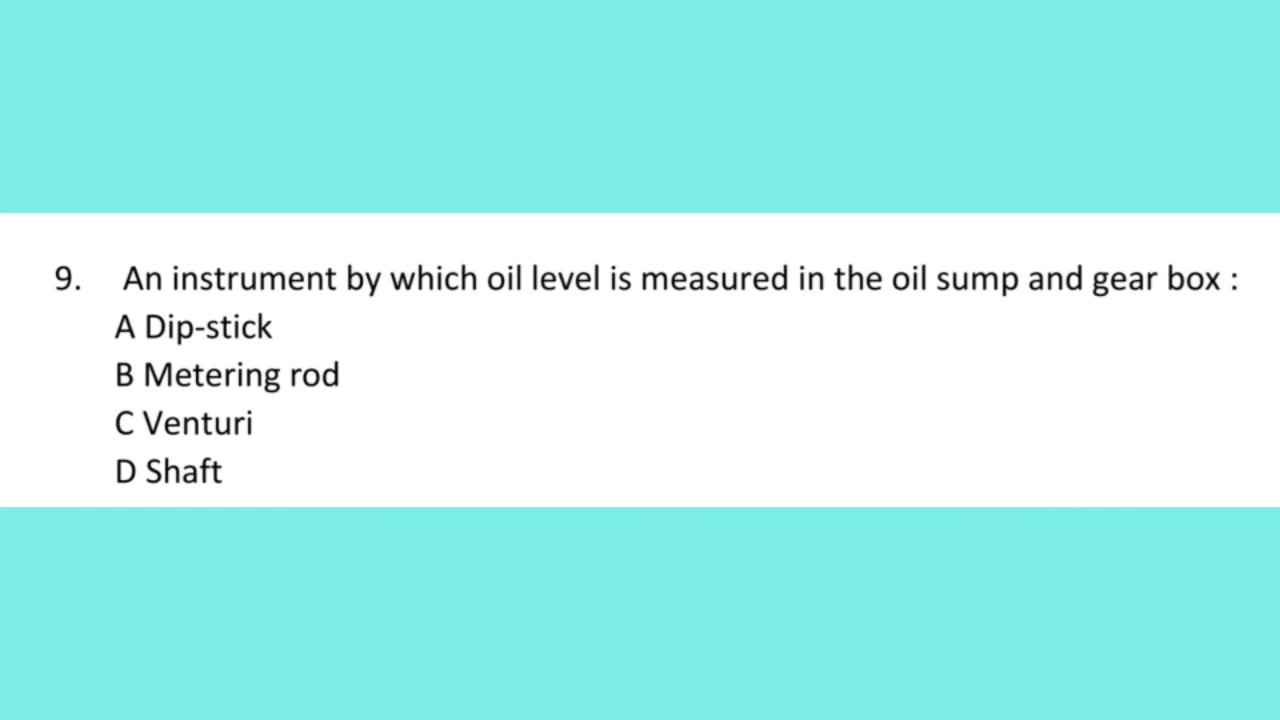 9. An instrument by which oil level is measured in the oil sump and gear box :
A Dip-stick
B Metering rod
C Venturi
D Shaft